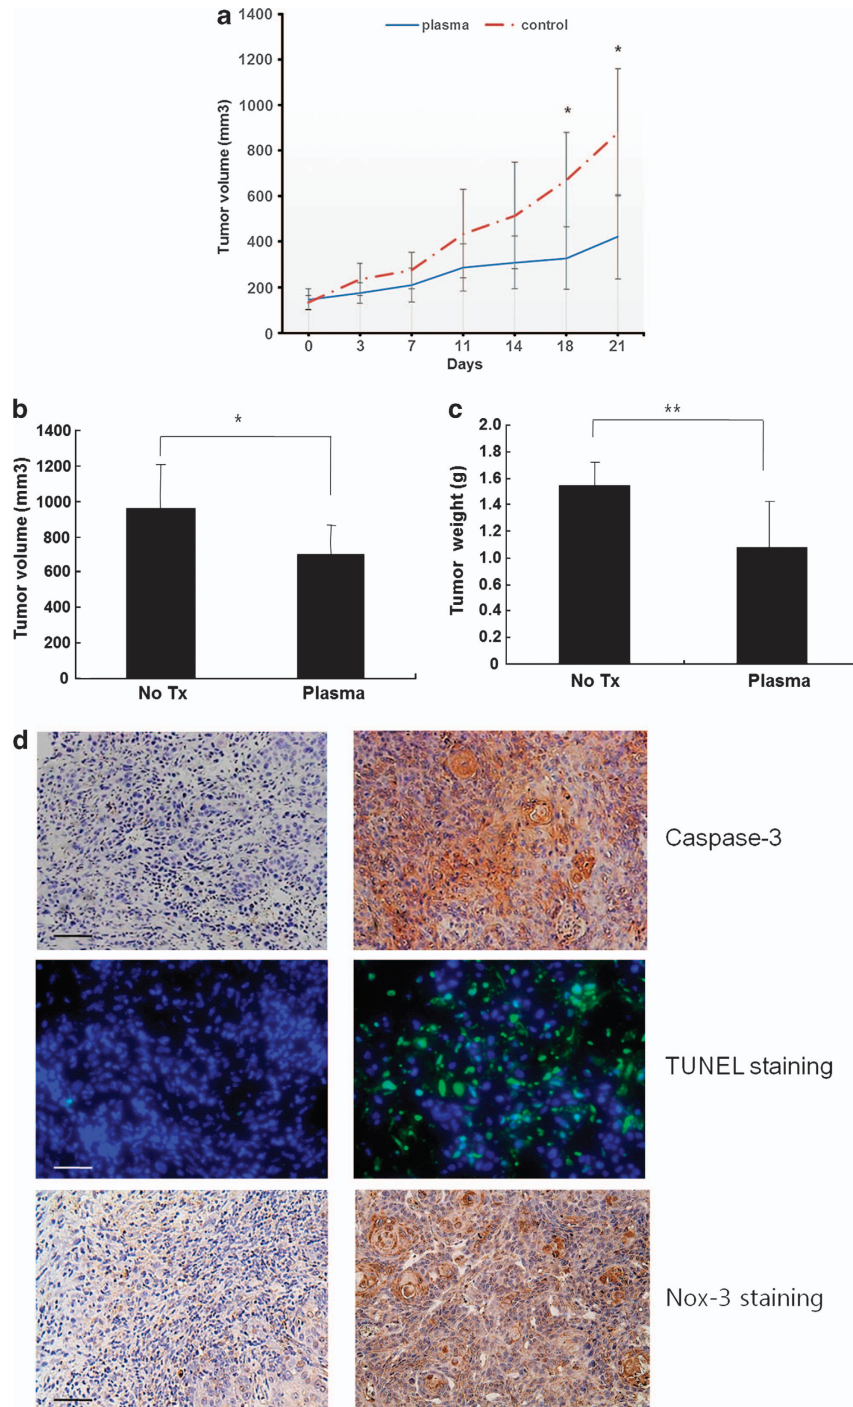 a
plasma control
Tumor volume (mm3)
1400
1200
1000
800
600
400
200
0
*
*
0 3 7 11 14 18 21
Days
b
Tumor volume (mm3)
1400
1200
1000
800
600
400
200
0
*
No Tx Plasma
c
Tumor weight (g)
2.0
1.8
1.6
1.4
1.2
1.0
0.6
0.4
0.2
0
**
No Tx Plasma
d
Caspase-3
TUNEL staining
Nox-3 staining